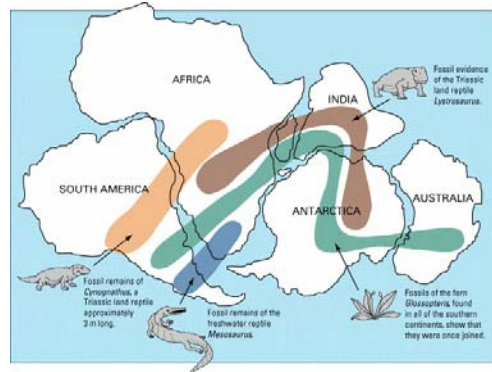 AFRICA
Fossil evidence
of the Triassic
land reptile
Lystrosaurus.
INDIA
SOUTH AMERICA
ANTARCTICA
AUSTRALIA
Fossil remains of
Cynognathus, a
Triassic land reptile
approximately
3 m long.
Fossil remains of the
freshwater reptile
Mesosaurus.
Fossils of the fern
Glossopteris, found
in all of the southern
continents, show that
they were once joined.